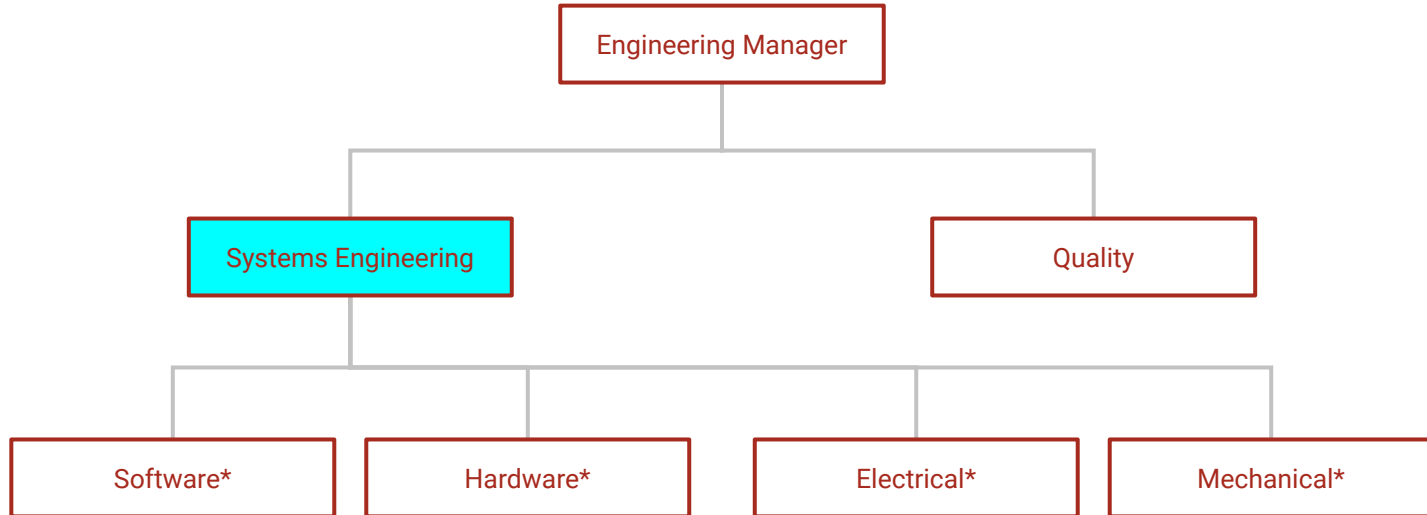 Engineering Manager
Systems Engineering
Quality
Software*
Hardware*
Electrical*
Mechanical*